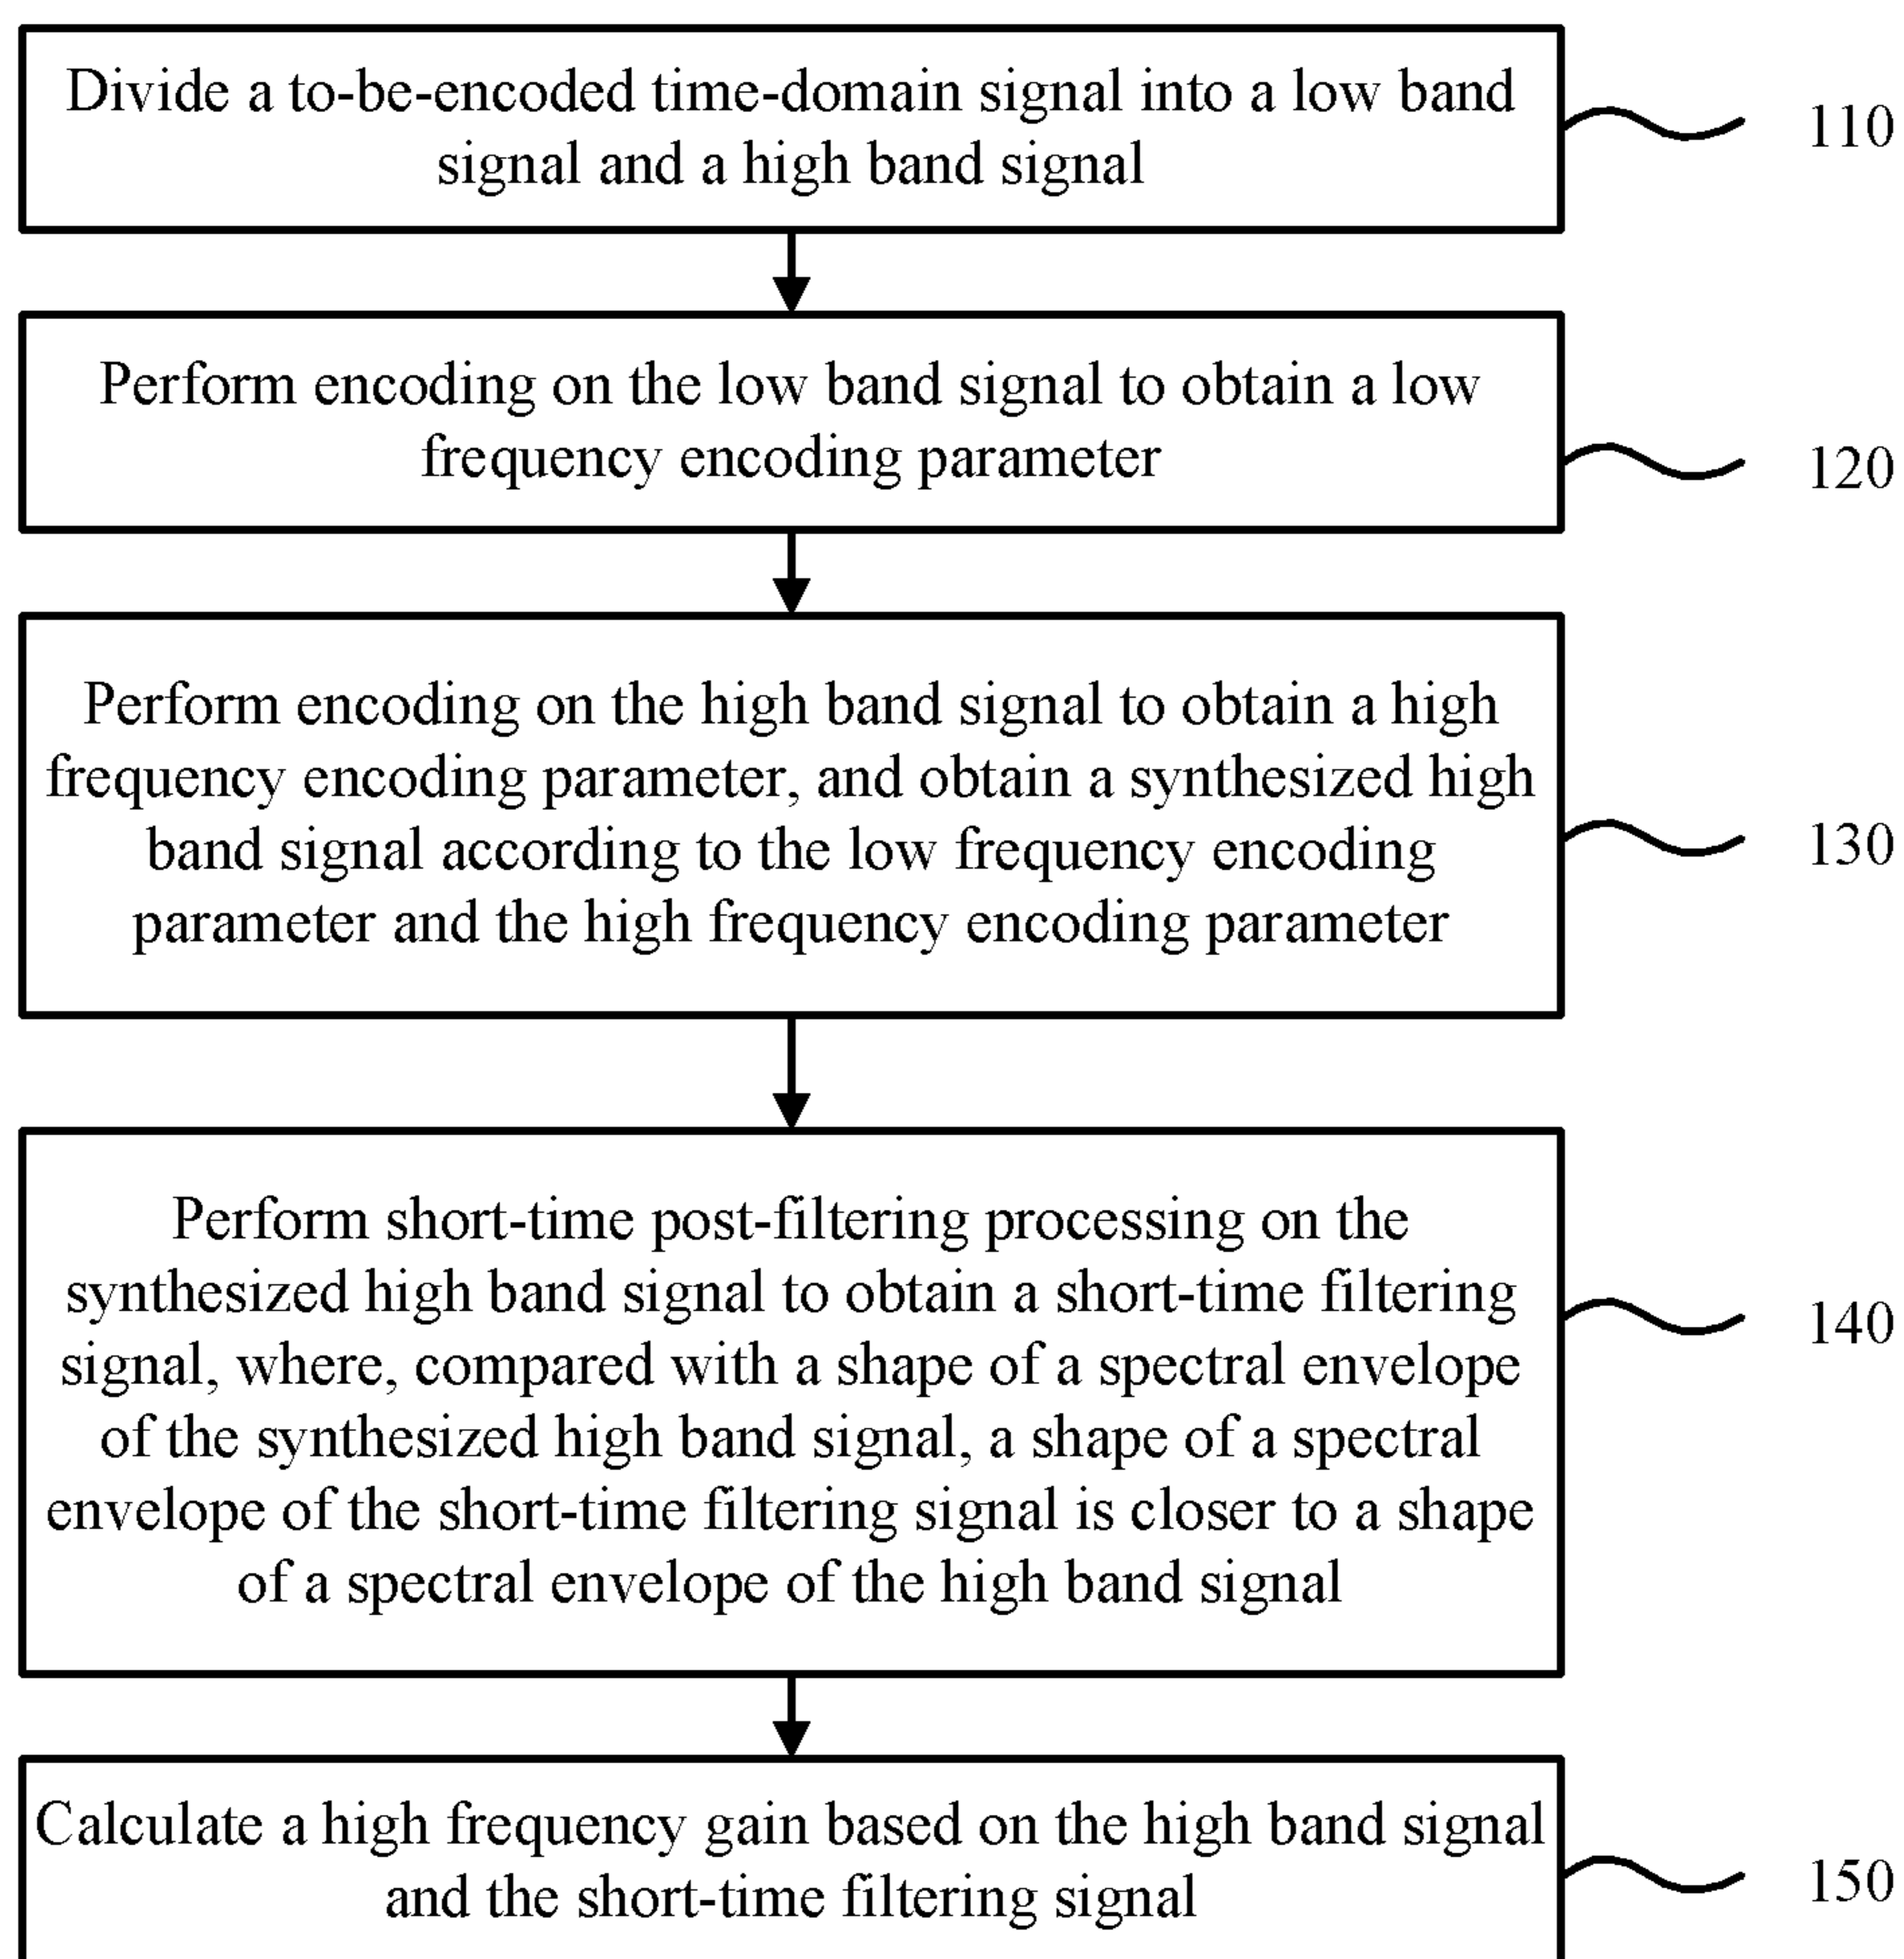 Divide a to-be-encoded time-domain signal into a low band
signal and a high band signal
110
Perform encoding on the low band signal to obtain a low
frequency encoding parameter
120
Perform encoding on the high band signal to obtain a high
frequency encoding parameter, and obtain a synthesized high
band signal according to the low frequency encoding
parameter and the high frequency encoding parameter
130
Perform short-time post-filtering processing on the
synthesized high band signal to obtain a short-time filtering
signal, where, compared with a shape of a spectral envelope
of the synthesized high band signal, a shape of a spectral
envelope of the short-time filtering signal is closer to a shape
of a spectral envelope of the high band signal
140
Calculate a high frequency gain based on the high band signal
and the short-time filtering signal
150